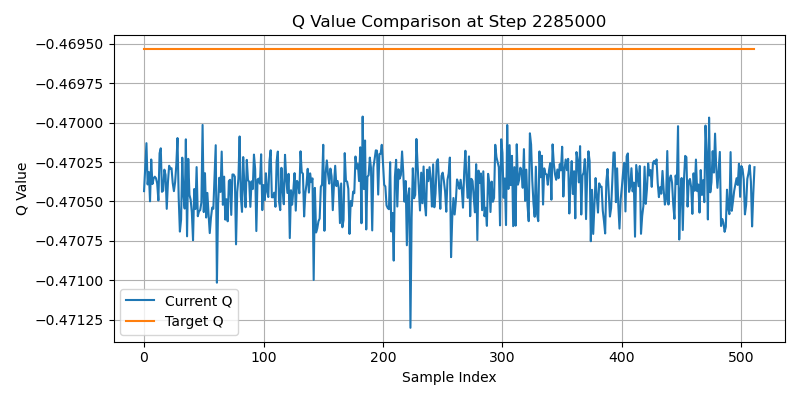 Q Value Comparison at Step 2285000
−0.46950
−0.46975
−0.47000
−0.47025
−0.47050
−0.47075
−0.47100
−0.47125
Q Value
Current Q
Target Q
0 100 200 300 400 500
Sample Index